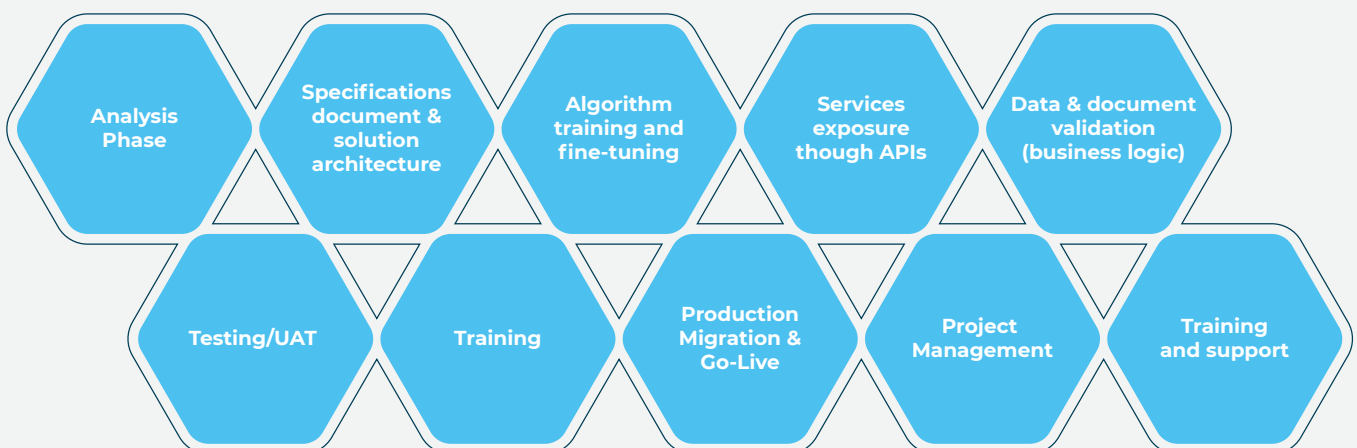 Analysis
Phase
Specifications
document &
solution
architecture
Algorithm
training and
fine-tuning
Services
exposure
though APIs
Data & document
validation
(business logic)
Testing/UAT
Training
Production
Migration &
Go-Live
Project
Management
Training
and support